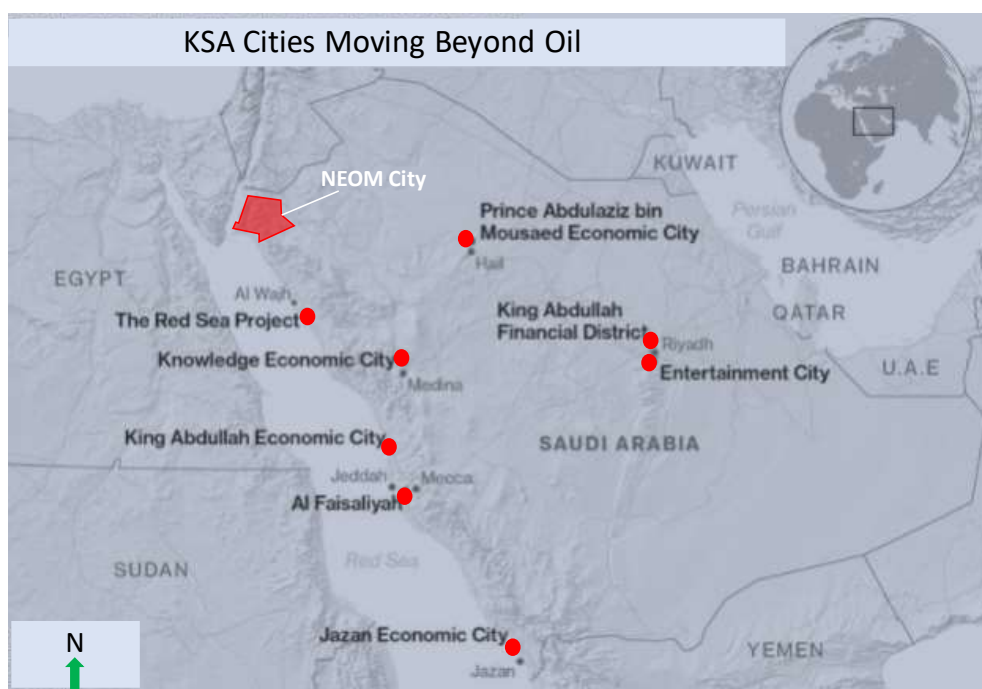 KSA Cities Moving Beyond Oil
KUWAIT
NEOM City
Prince Abdulaziz bin
Mousaed Economic City
Persian
Gulf
Hail
EGYPT
BAHRAIN
Al Wajh
The Red Sea Project
King Abdullah
Financial District
QATAR
Riyadh
Knowledge Economic City
Medina
Entertainment City
U.A.E
King Abdullah Economic City
SAUDI ARABIA
Jeddah
Mecca
Al Faisaliyah
Red Sea
SUDAN
Jazan Economic City
Jazan
YEMEN
N